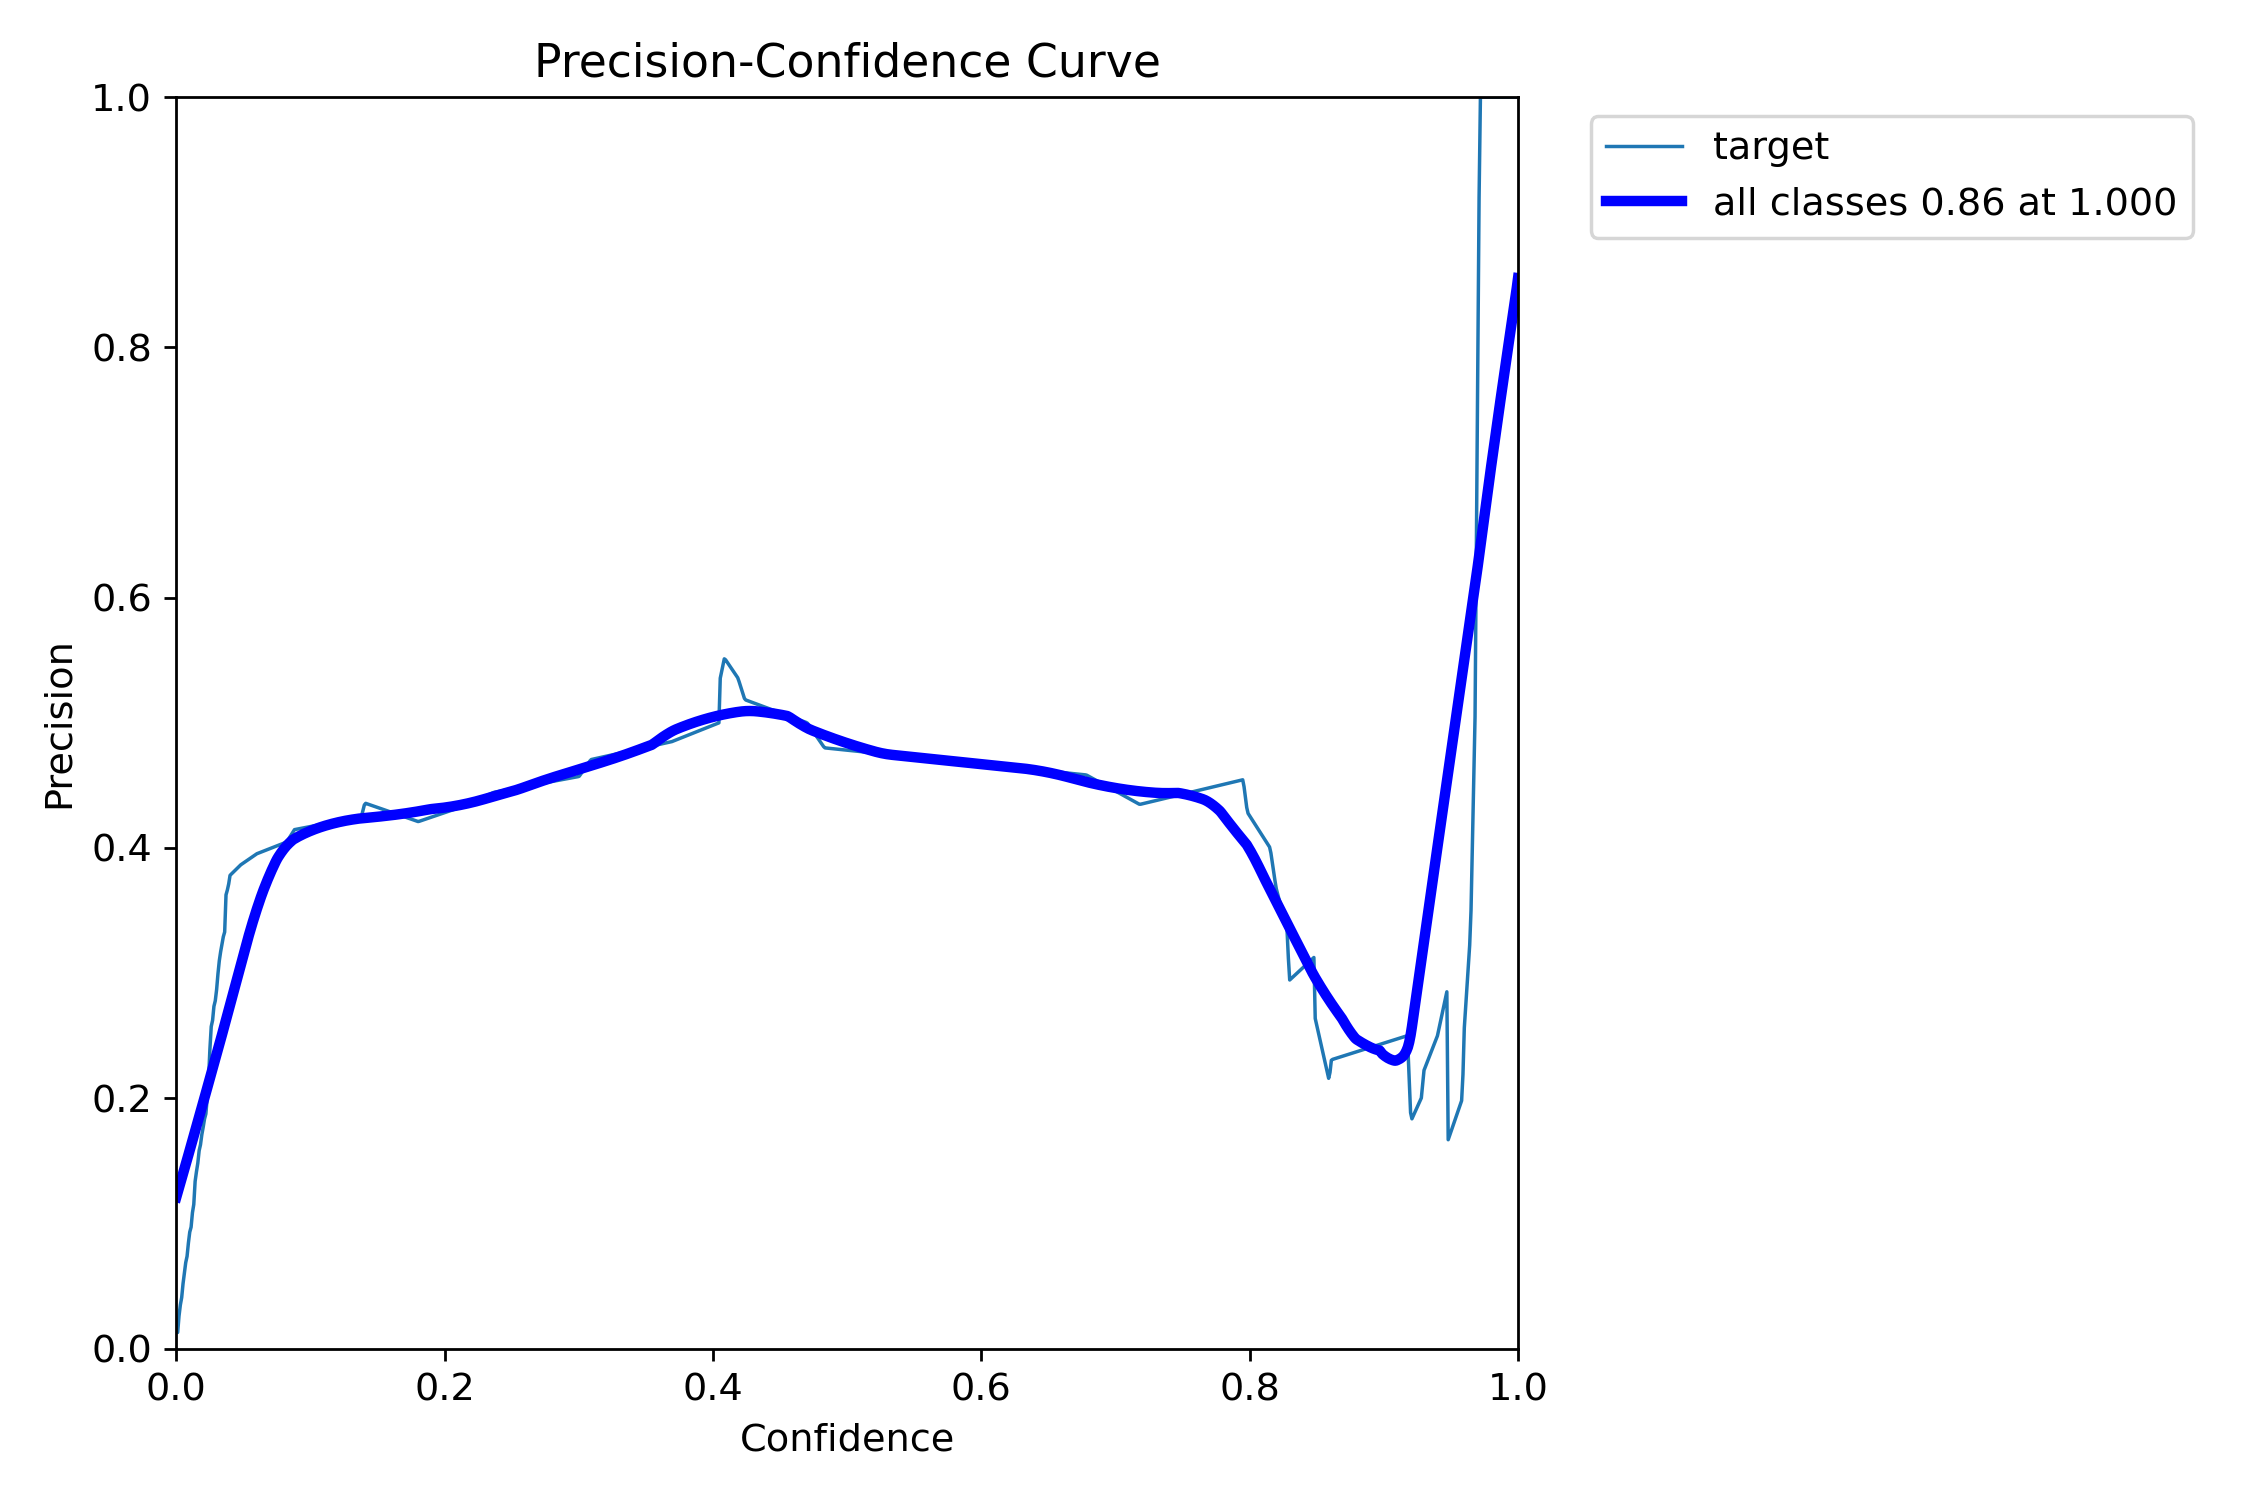 Precision-Confidence Curve
1.0
0.8
0.6
0.4
0.2
0.0
Precision
0.0 0.2 0.4 0.6 0.8 1.0
Confidence
target
all classes 0.86 at 1.000